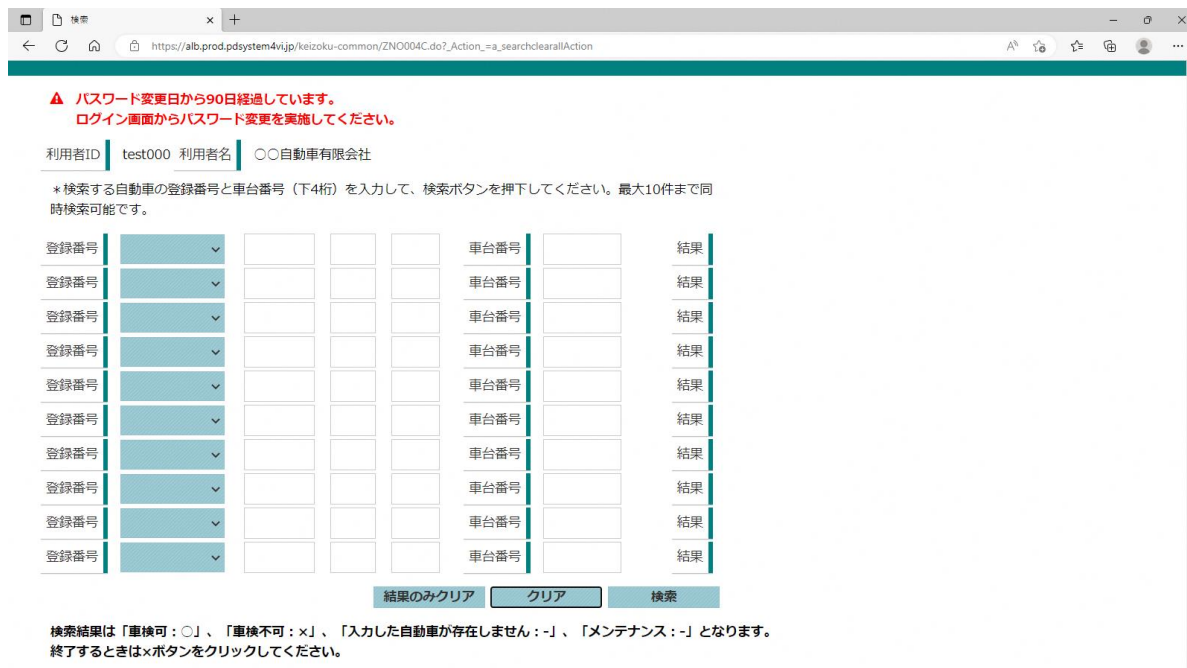 検索
https://alb.prod.pdsystem4vi.jp/keizoku-common/ZNO004C.do?_Action_=a_searchclearallAction
パスワード変更日から90日経過しています。
ログイン画面からパスワード変更を実施してください。
利用者ID test000 利用者名 〇〇自動車有限会社
*検索する自動車の登録番号と車台番号（下4桁）を入力して、検索ボタンを押下してください。最大10件まで同
時検索可能です。
登録番号 車台番号 結果
登録番号 車台番号 結果
登録番号 車台番号 結果
登録番号 車台番号 結果
登録番号 車台番号 結果
登録番号 車台番号 結果
登録番号 車台番号 結果
登録番号 車台番号 結果
登録番号 車台番号 結果
登録番号 車台番号 結果
結果のみクリア クリア 検索
検索結果は「車検可：〇」、「車検不可：×」、「入力した自動車が存在しません：-」、「メンテナンス：-」となります。
終了するときは×ボタンをクリックしてください。